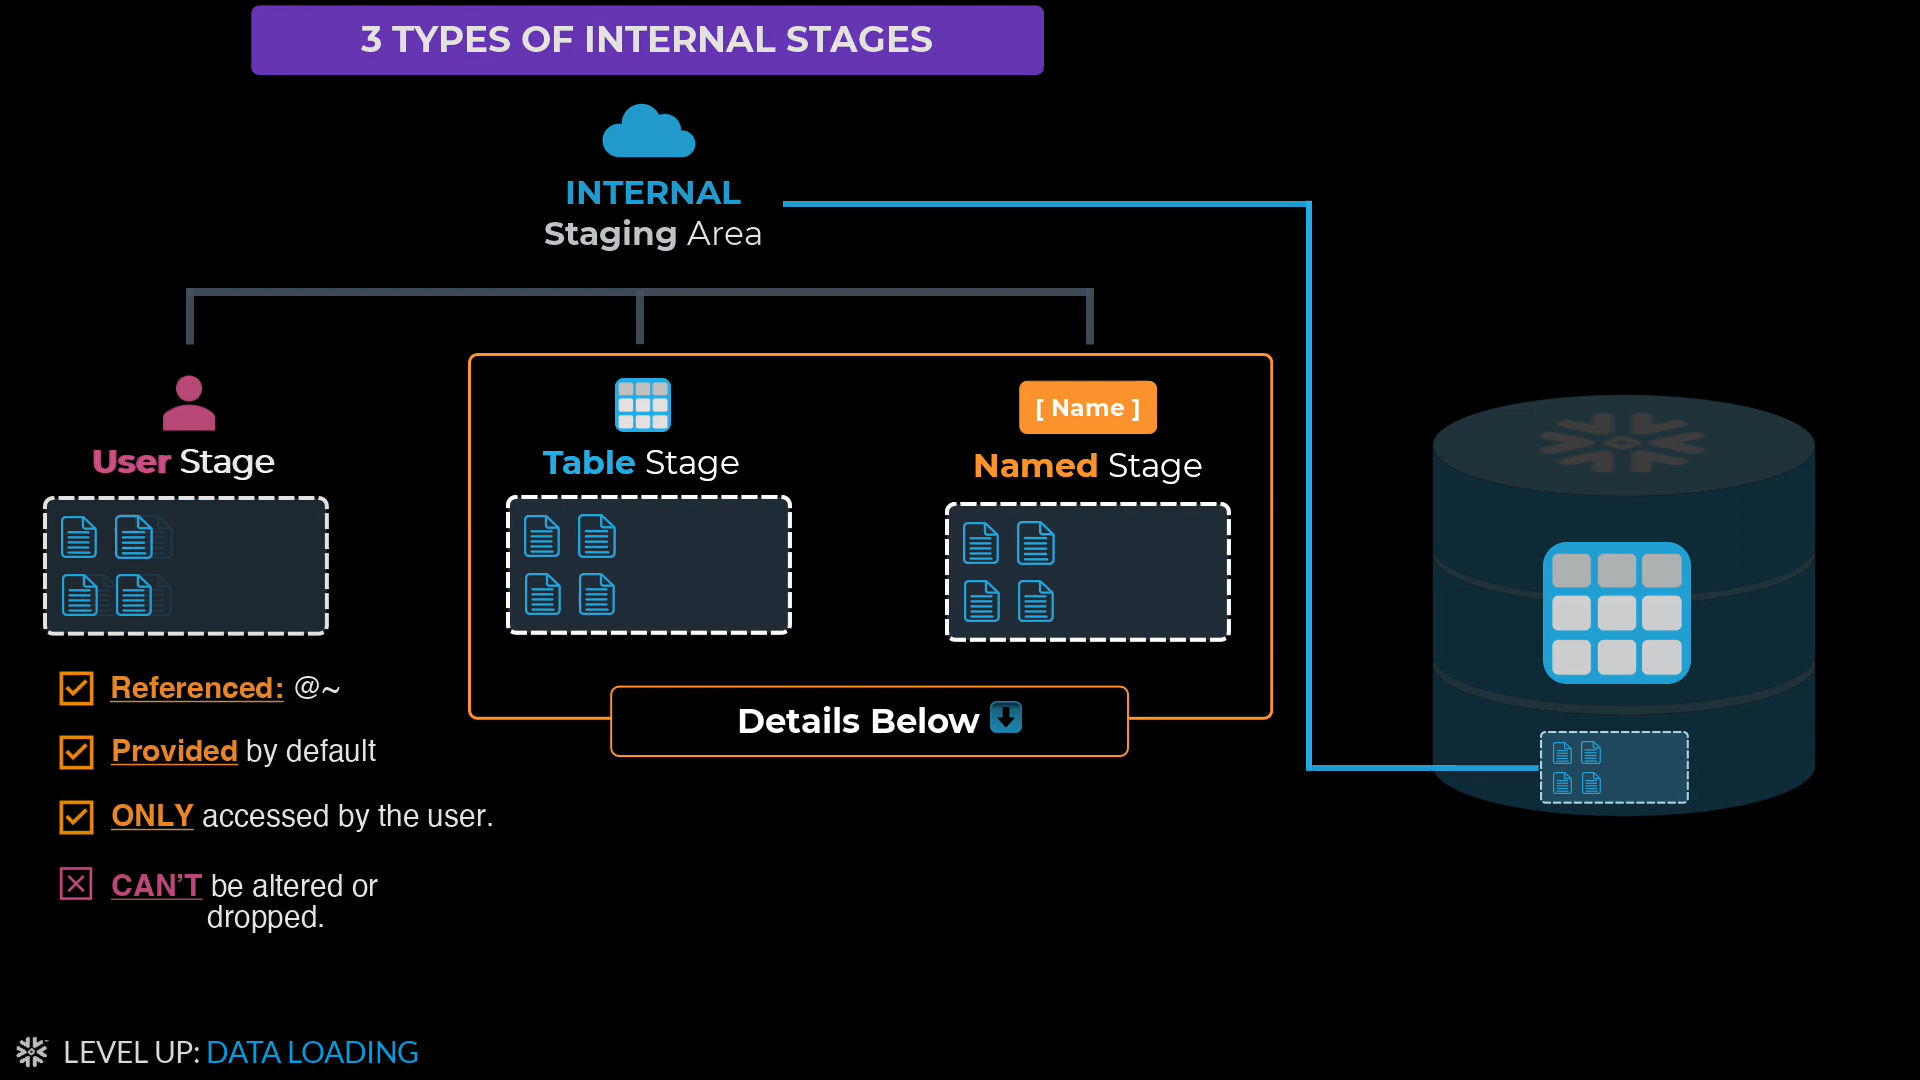 3 TYPES OF INTERNAL STAGES
INTERNAL
Staging Area
User Stage
Table Stage
[ Name ]
Named Stage
Referenced: @~
Provided by default
ONLY accessed by the user.
CAN’T be altered or
dropped.
Details Below
LEVEL UP: DATA LOADING